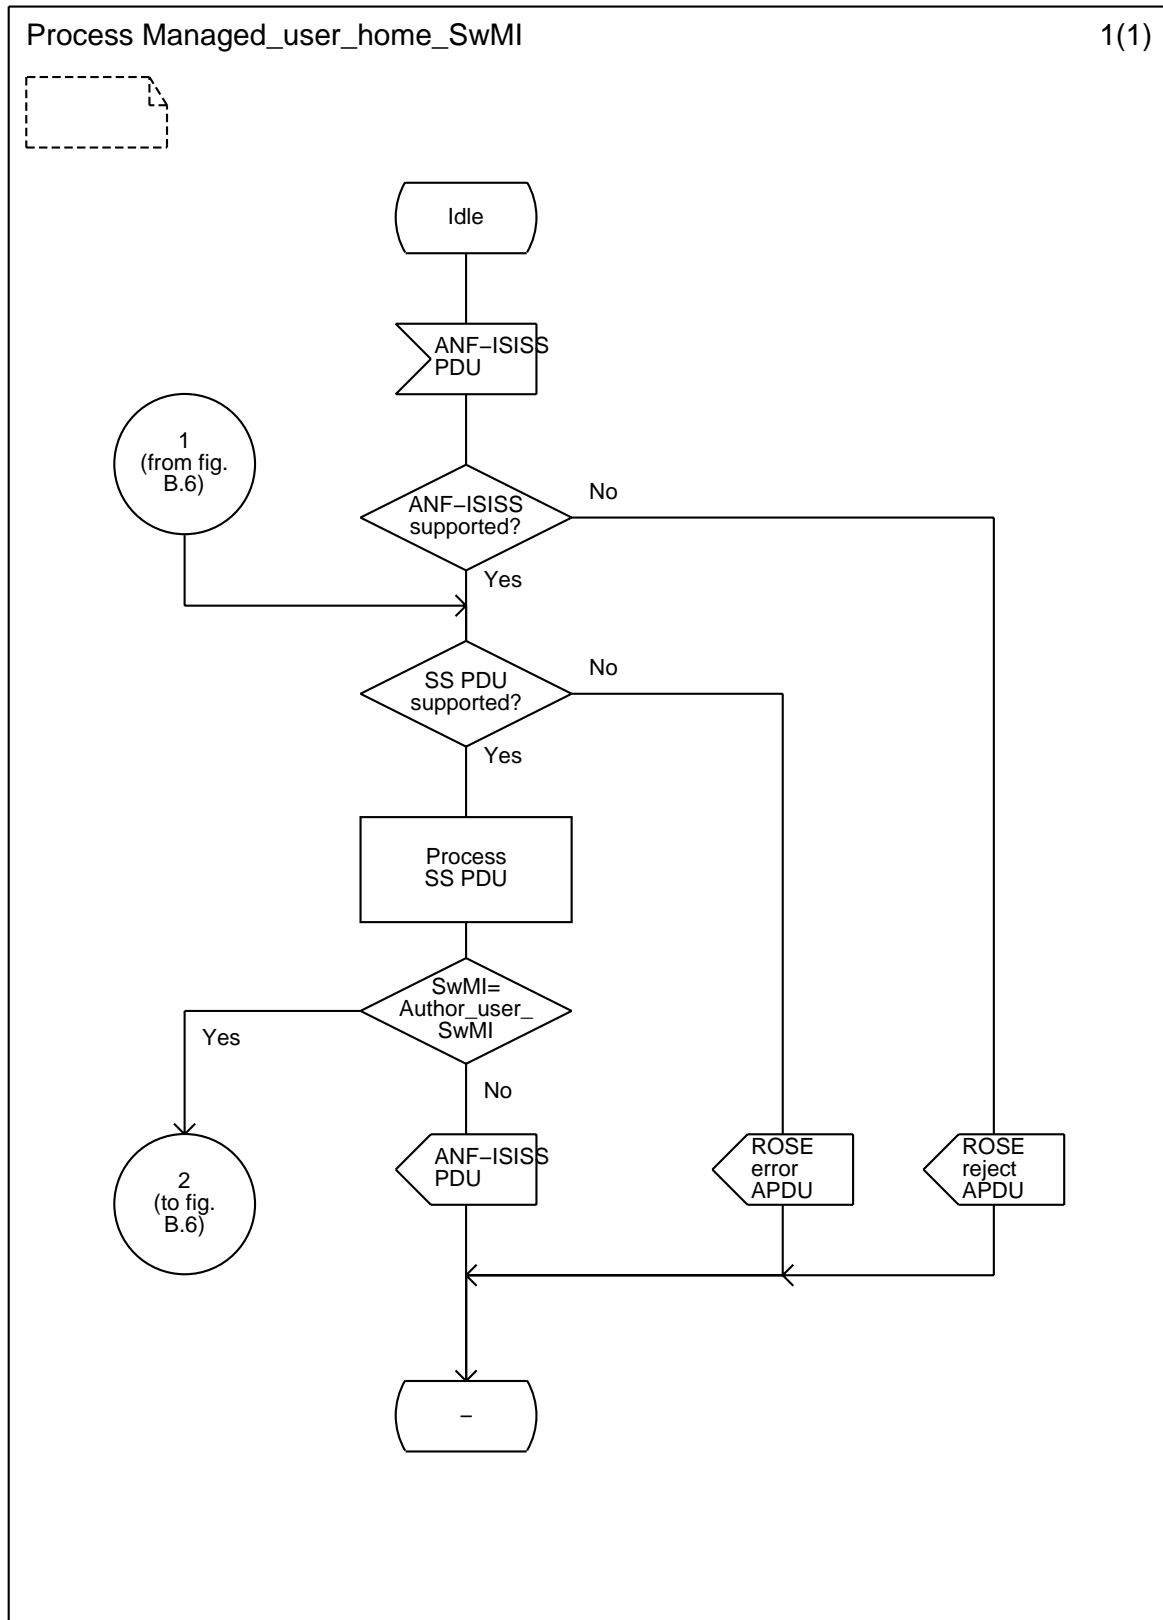 Process Managed_user_home_SwMI
1(1)
Idle
ANF–ISISS
PDU
1
(from fig.
B.6)
ANF–ISISS
supported?
No
Yes
SS PDU
supported?
No
Yes
Process
SS PDU
SwMI=
Author_user_
SwMI
Yes
No
2
(to fig.
B.6)
ANF–ISISS
PDU
ROSE
error
APDU
ROSE
reject
APDU
–